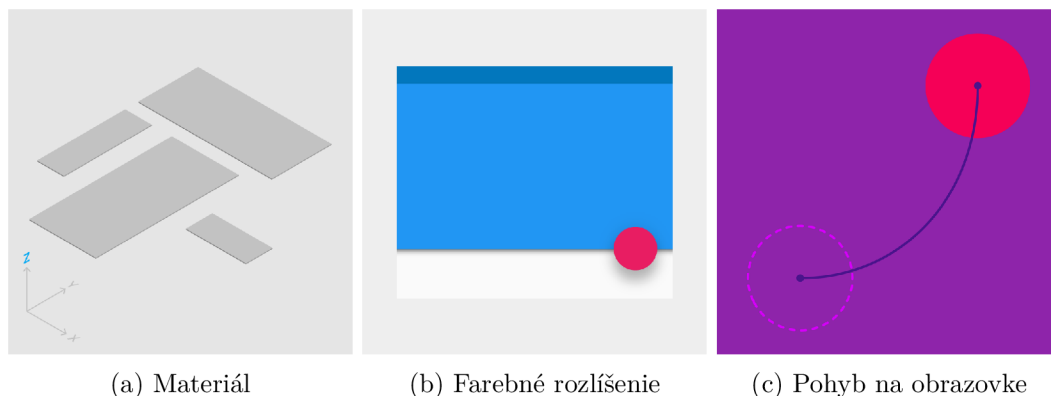 Z
Y
X
(a) Materiál
(b) Farebné rozlíšenie
(c) Pohyb na obrazovke